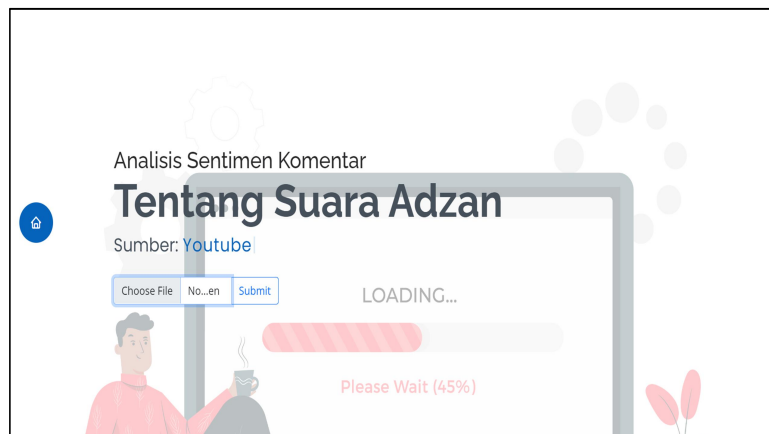 Analisis Sentimen Komentar
Tentang Suara Adzan
Sumber: Youtube
Choose File No...en Submit
LOADING...
Please Wait (45%)